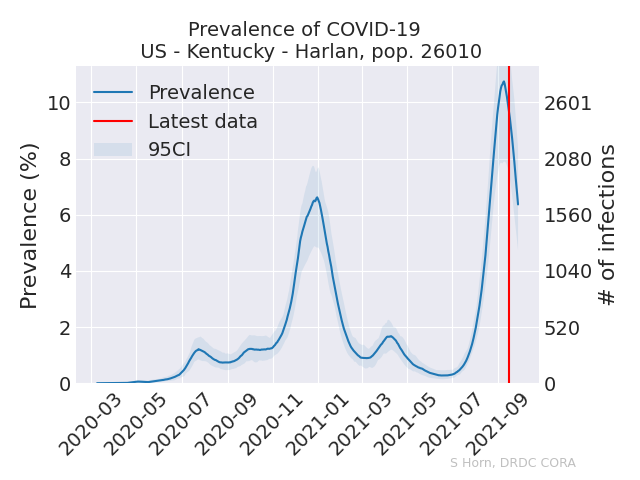 Prevalence of COVID-19
US - Kentucky - Harlan, pop. 26010
Prevalence
Latest data
95CI
Prevalence (%)
10
8
6
4
2
0
2601
2080
1560
1040
520
0
# of infections
2020-03
2020-05
2020-07
2020-09
2020-11
2021-01
2021-03
2021-05
2021-07
2021-09
S Horn, DRDC CORA